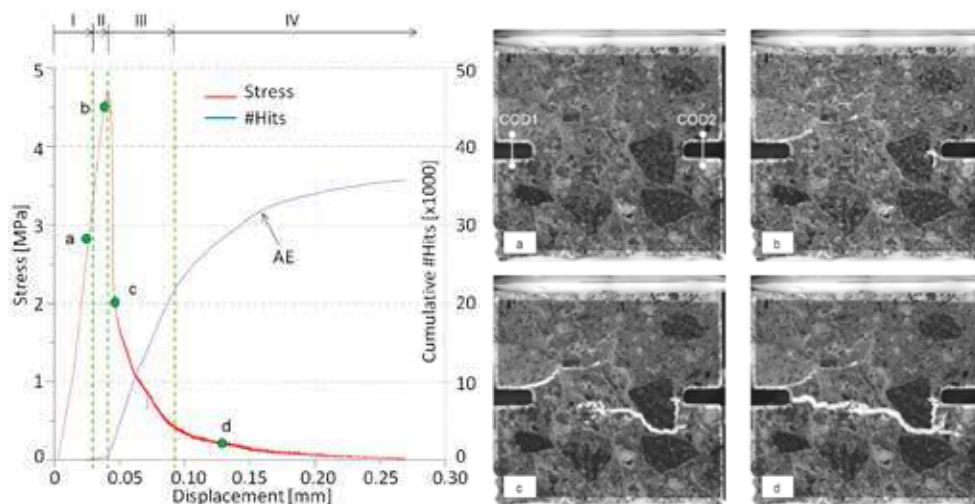 I II III IV
5
4
3
2
1
0
Stress [MPa]
0 0.05 0.10 0.15 0.20 0.25 0.30
Displacement [mm]
50
40
30
20
10
0
Cumulative #Hits [x1000]
Stress
#Hits
a
b
c
d
AE
COD1 COD2
a
b
c
d